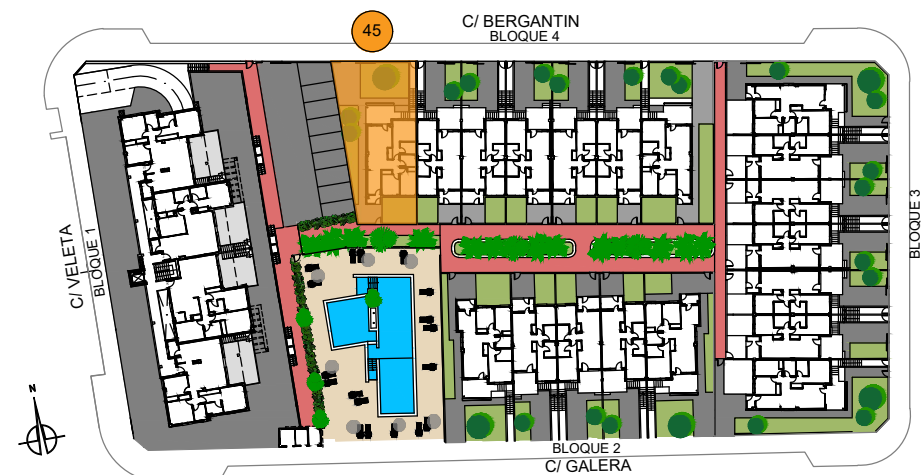 45
C/ BERGANTIN
BLOQUE 4
C/ VELETA
BLOQUE 1
BLOQUE 3
N
BLOQUE 2
C/ GALERA